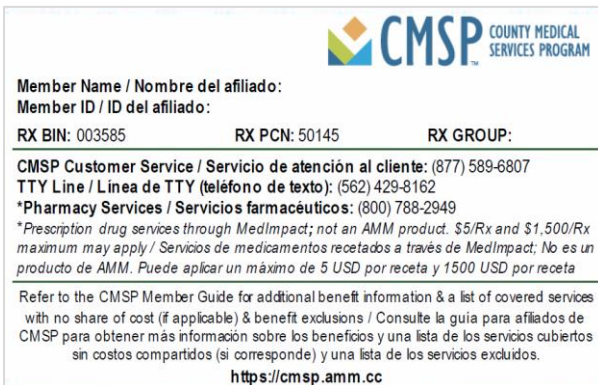 CMSP™ COUNTY MEDICAL
SERVICES PROGRAM
Member Name / Nombre del afiliado:
Member ID / ID del afiliado:
RX BIN: 003585 RX PCN: 50145 RX GROUP:
CMSP Customer Service / Servicio de atención al cliente: (877) 589-6807
TTY Line / Línea de TTY (teléfono de texto): (562) 429-8162
*Pharmacy Services / Servicios farmacéuticos: (800) 788-2949
*Prescription drug services through MedImpact; not an AMM product. $5/Rx and $1,500/Rx
maximum may apply / Servicios de medicamentos recetados a través de MedImpact; No es un
producto de AMM. Puede aplicar un máximo de 5 USD por receta y 1500 USD por receta
Refer to the CMSP Member Guide for additional benefit information & a list of covered services
with no share of cost (if applicable) & benefit exclusions / Consulte la guía para afiliados de
CMSP para obtener más información sobre los beneficios y una lista de los servicios cubiertos
sin costos compartidos (si corresponde) y una lista de los servicios excluidos.
https://cmsp.amm.cc